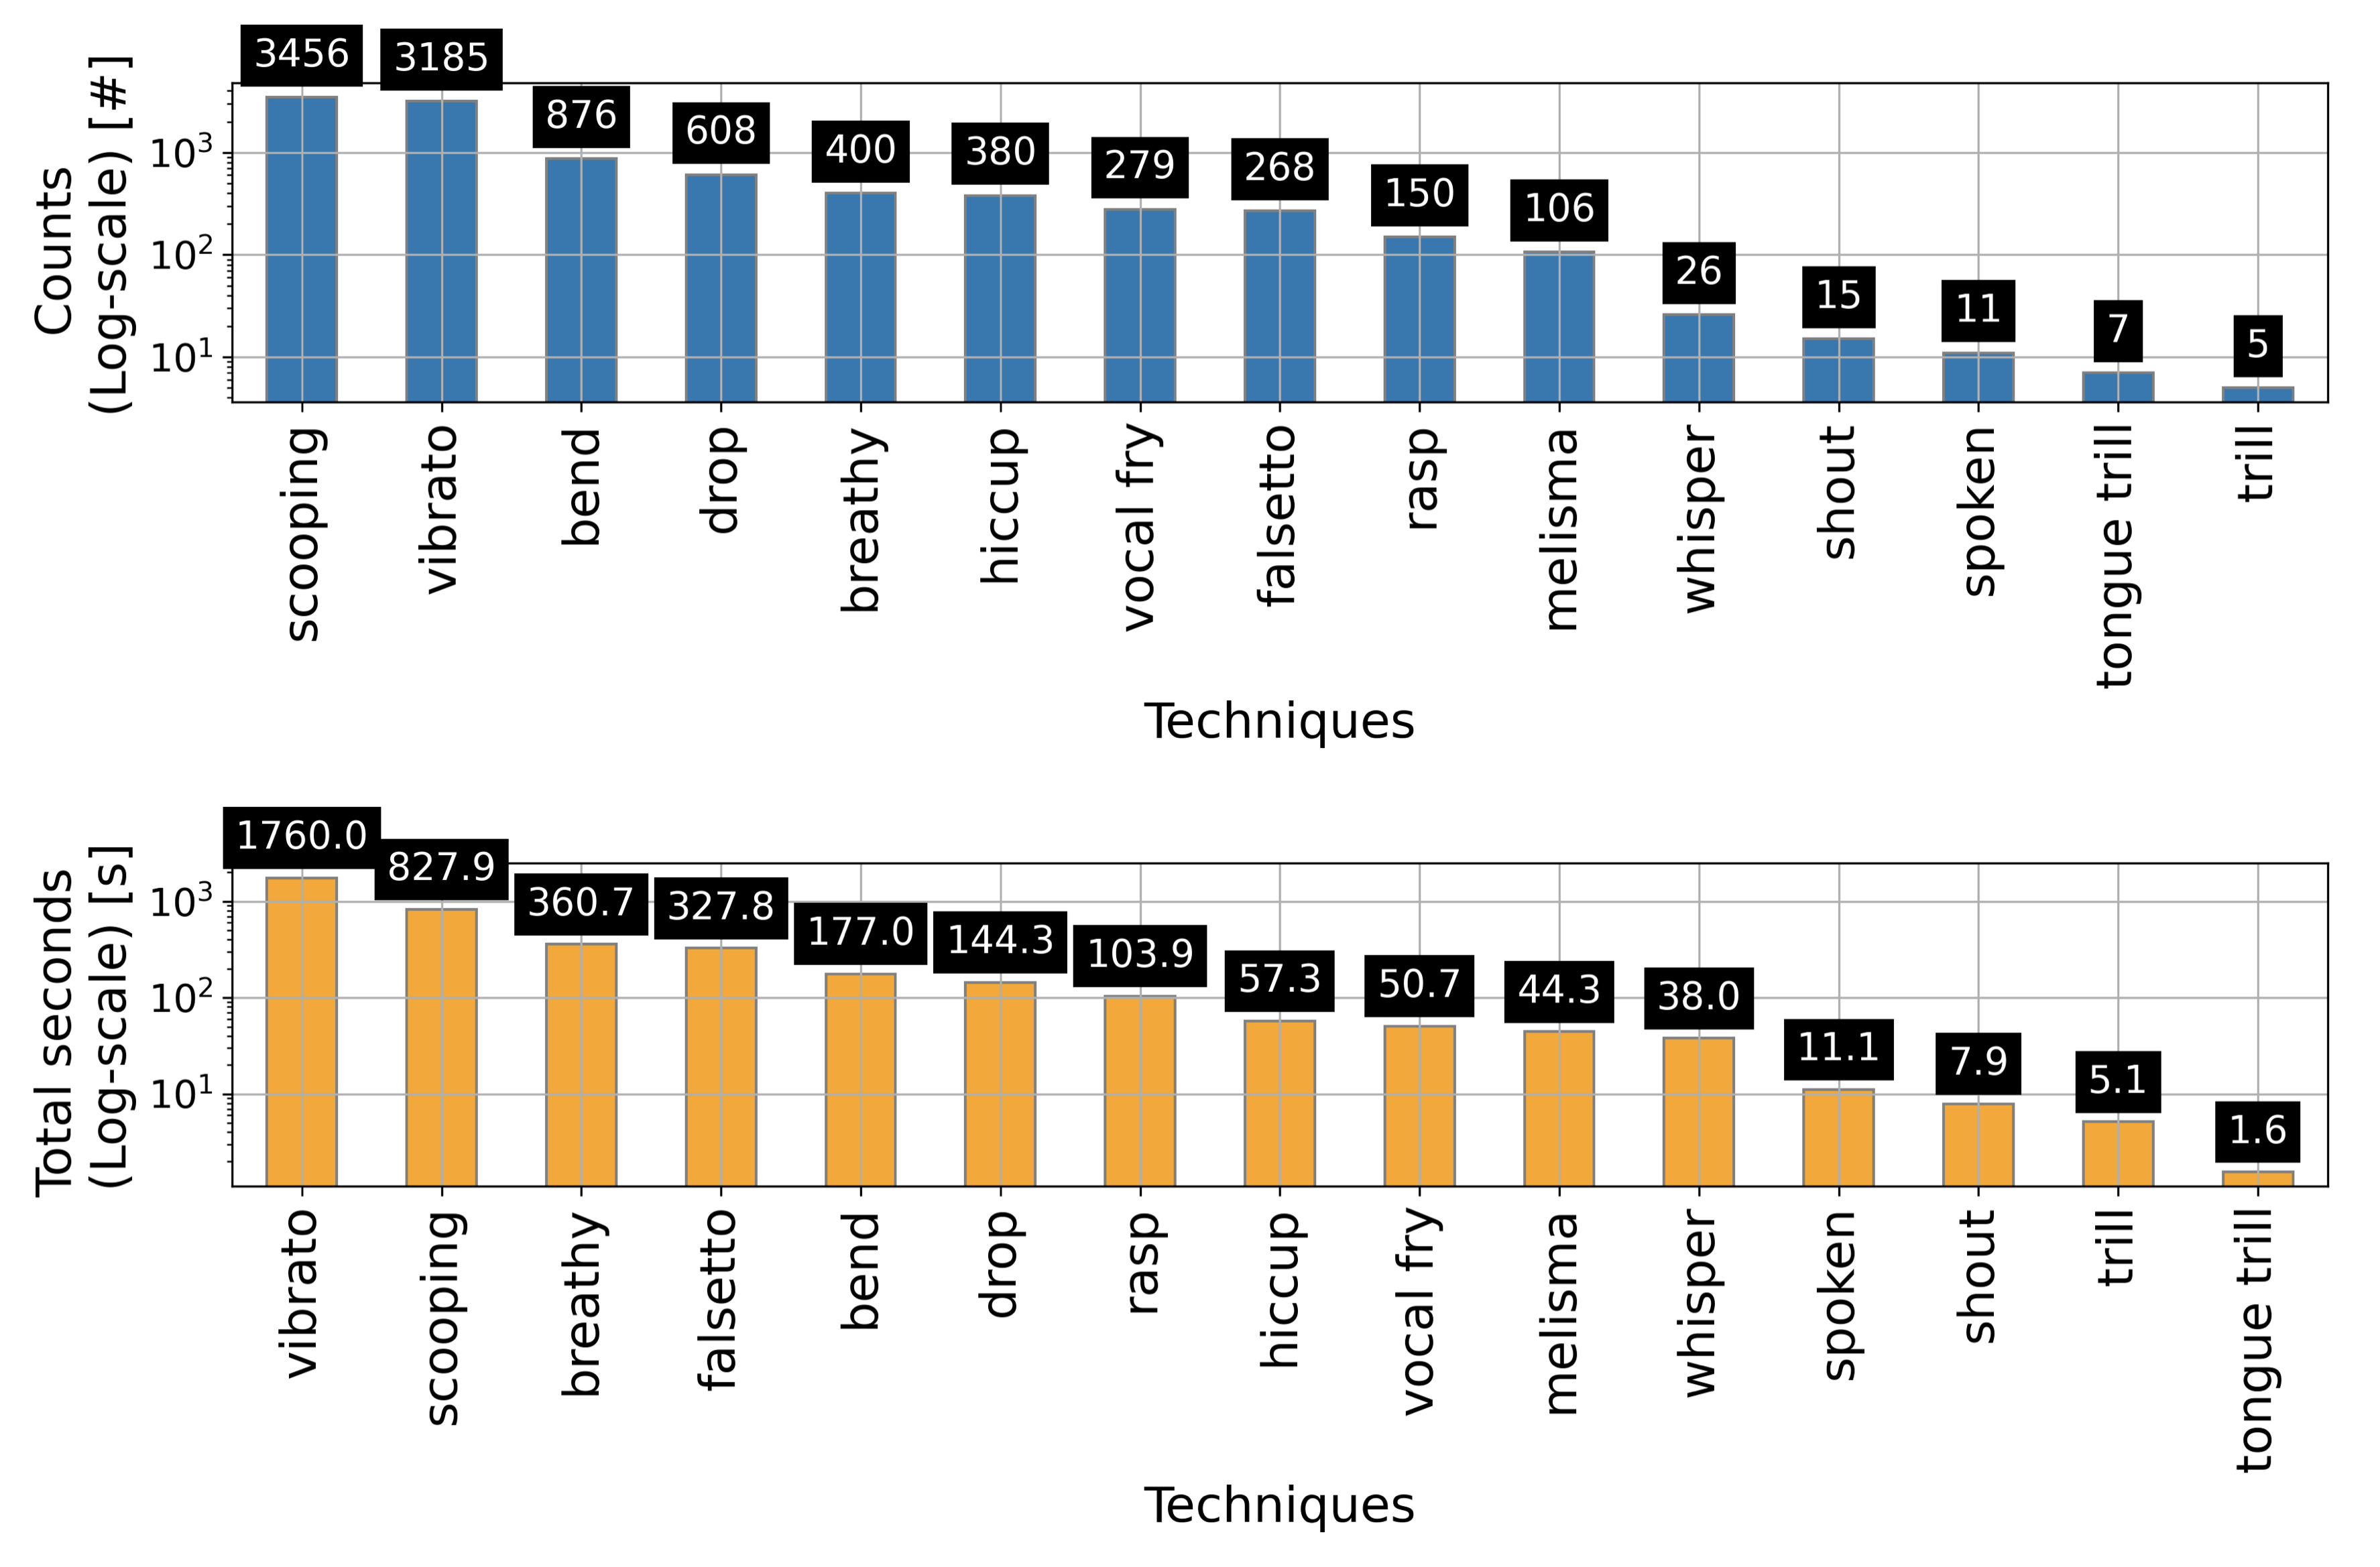 3456 3185 876 608 400 380 279 268 150 106 26 15 11 7 5
Counts
(Log-scale) [#]
10³
10²
10¹
scooping vibrato bend drop breathy hiccup vocal fry falsetto rasp melisma whisper shout spoken tongue trill trill
Techniques
1760.0 827.9 360.7 327.8 177.0 144.3 103.9 57.3 50.7 44.3 38.0 11.1 7.9 5.1 1.6
Total seconds
(Log-scale) [s]
10³
10²
10¹
vibrato scooping breathy falsetto bend drop rasp hiccup vocal fry melisma whisper spoken shout trill tongue trill
Techniques